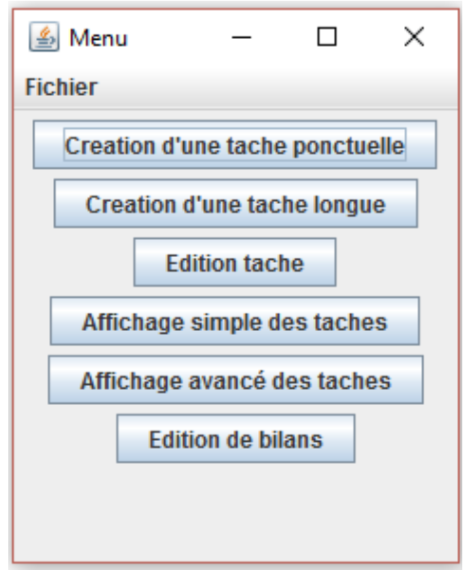 Menu
Fichier
Creation d'une tache ponctuelle
Creation d'une tache longue
Edition tache
Affichage simple des taches
Affichage avancé des taches
Edition de bilans